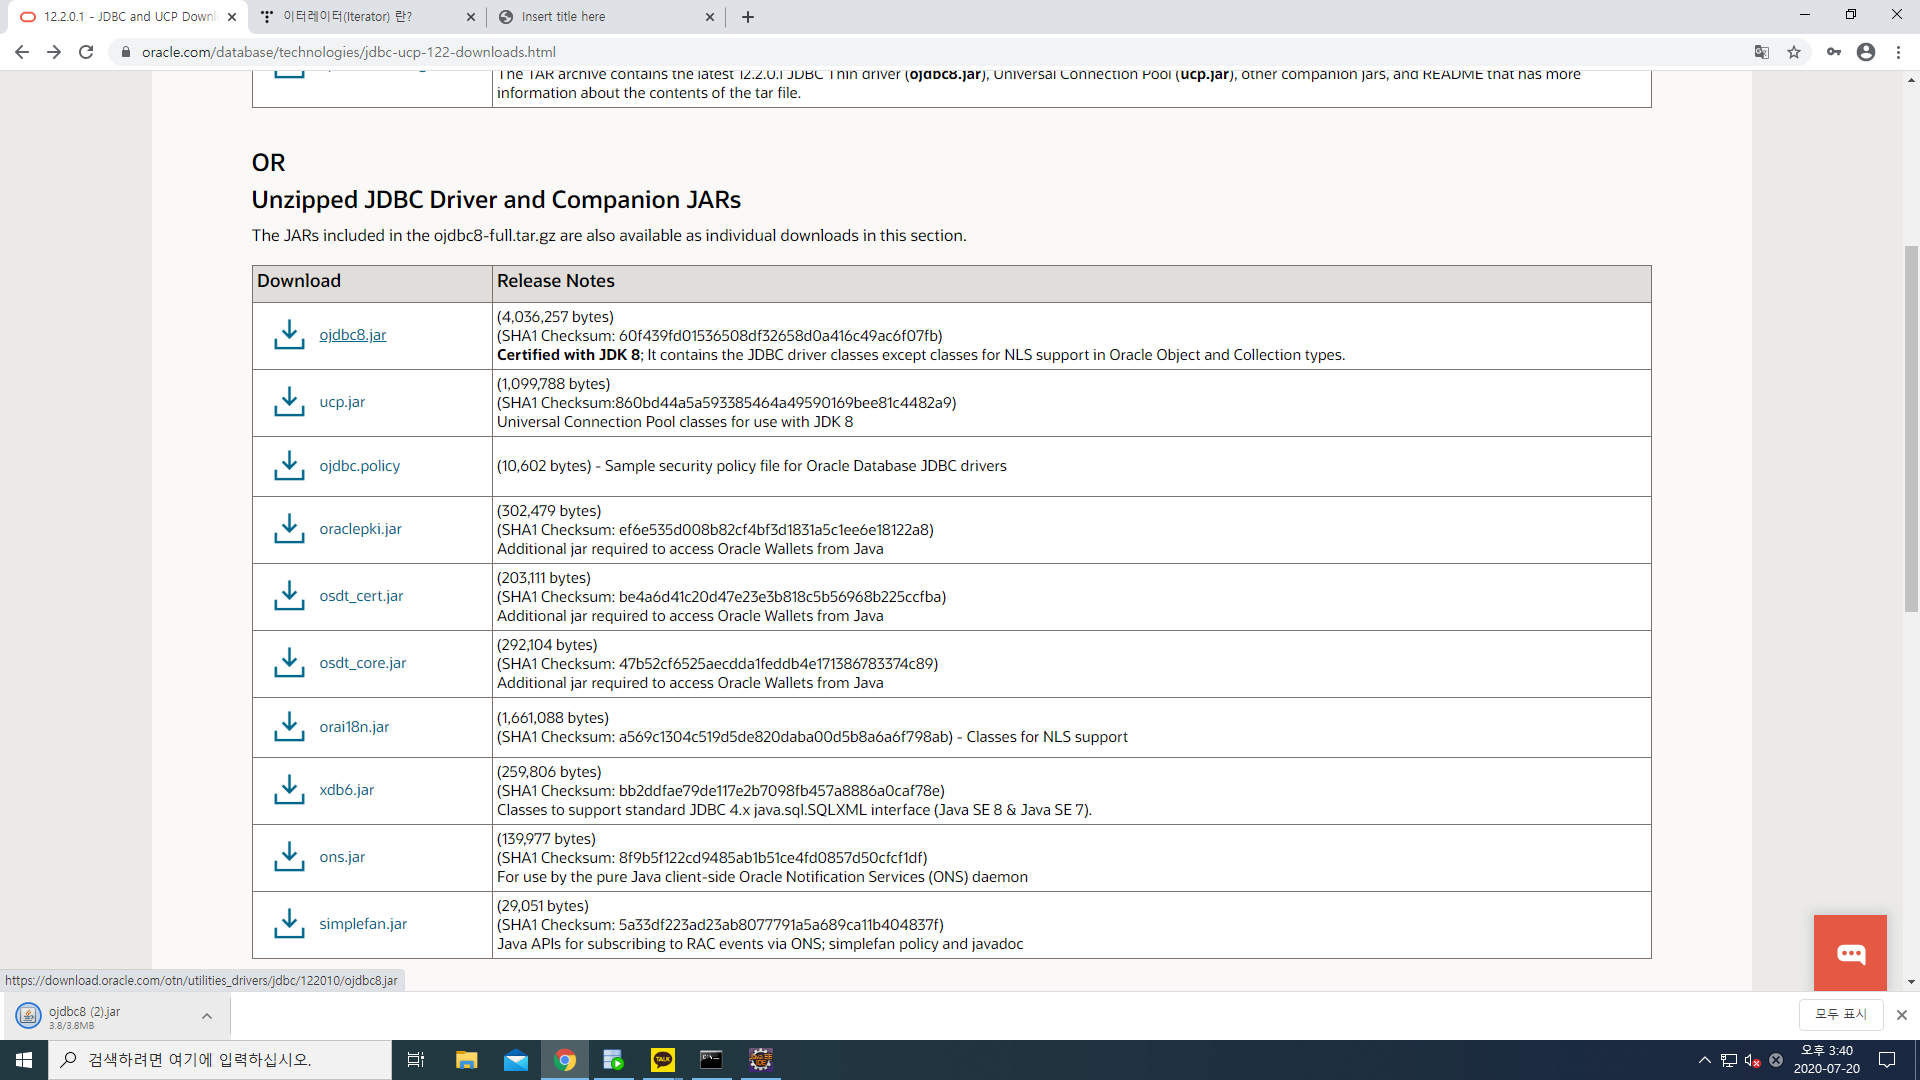 12.2.0.1 - JDBC and UCP Downl
이터레이터(Iterator) 란?
Insert title here
oracle.com/database/technologies/jdbc-ucp-122-downloads.html
The TAR archive contains the latest 12.2.0.1 JDBC Thin driver (ojdbc8.jar), Universal Connection Pool (ucp.jar), other companion jars, and README that has more
information about the contents of the tar file.
OR
Unzipped JDBC Driver and Companion JARs
The JARs included in the ojdbc8-full.tar.gz are also available as individual downloads in this section.
Download
Release Notes
ojdbc8.jar
(4,036,257 bytes)
(SHA1 Checksum: 60f439fd01536508df32658d0a416c49ac6f07fb)
Certified with JDK 8; It contains the JDBC driver classes except classes for NLS support in Oracle Object and Collection types.
ucp.jar
(1,099,788 bytes)
(SHA1 Checksum:860bd44a5a593385464a49590169bee81c4482a9)
Universal Connection Pool classes for use with JDK 8
ojdbc.policy
(10,602 bytes) - Sample security policy file for Oracle Database JDBC drivers
oraclepki.jar
(302,479 bytes)
(SHA1 Checksum: ef6e535d008b82cf4bf3d1831a5c1ee6e18122a8)
Additional jar required to access Oracle Wallets from Java
osdt_cert.jar
(203,111 bytes)
(SHA1 Checksum: be4a6d41c20d47e23e3b818c5b56968b225ccfba)
Additional jar required to access Oracle Wallets from Java
osdt_core.jar
(292,104 bytes)
(SHA1 Checksum: 47b52cf6525aecdda1feddb4e171386783374c89)
Additional jar required to access Oracle Wallets from Java
orai18n.jar
(1,661,088 bytes)
(SHA1 Checksum: a569c1304c519d5de820daba00d5b8a6a6f798ab) - Classes for NLS support
xdb6.jar
(259,806 bytes)
(SHA1 Checksum: bb2ddfae79de117e2b7098fb457a8886a0caf78e)
Classes to support standard JDBC 4.x java.sql.SQLXML interface (Java SE 8 & Java SE 7).
ons.jar
(139,977 bytes)
(SHA1 Checksum: 8f9b5f122cd9485ab1b51ce4fd0857d50cfcf1df)
For use by the pure Java client-side Oracle Notification Services (ONS) daemon
simplefan.jar
(29,051 bytes)
(SHA1 Checksum: 5a33df223ad23ab8077791a5a689ca11b404837f)
Java APIs for subscribing to RAC events via ONS; simplefan policy and javadoc
https://download.oracle.com/otn/utilities_drivers/jdbc/122010/ojdbc8.jar
ojdbc8 (2).jar
3.8/3.8MB
모두 표시
검색하려면 여기에 입력하십시오.
TALK
오후 3:40
2020-07-20